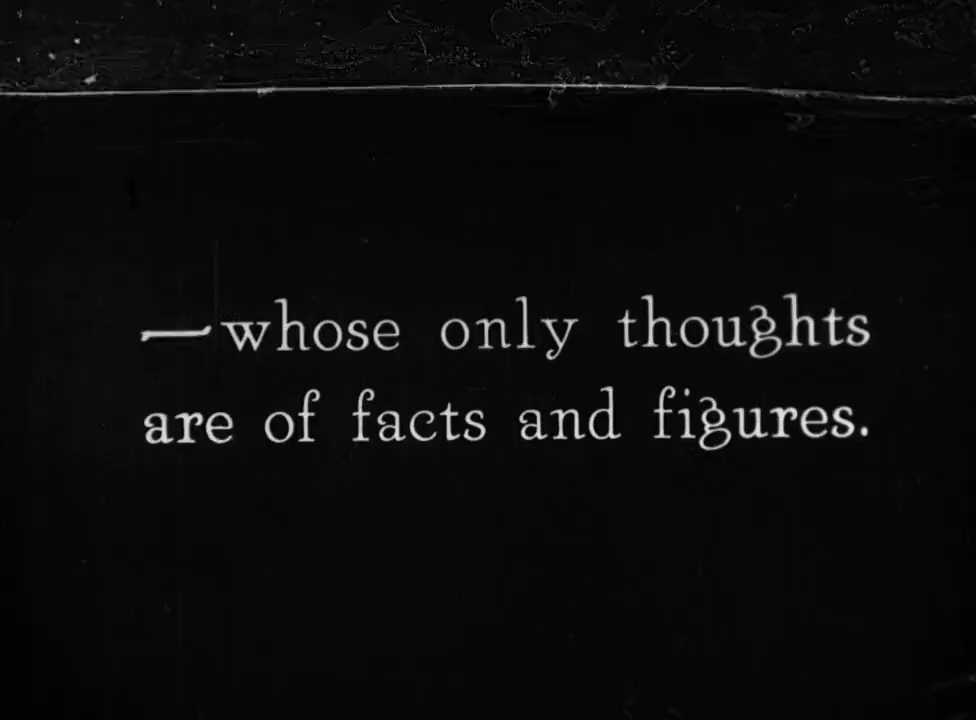 —whose only thoughts
are of facts and figures.